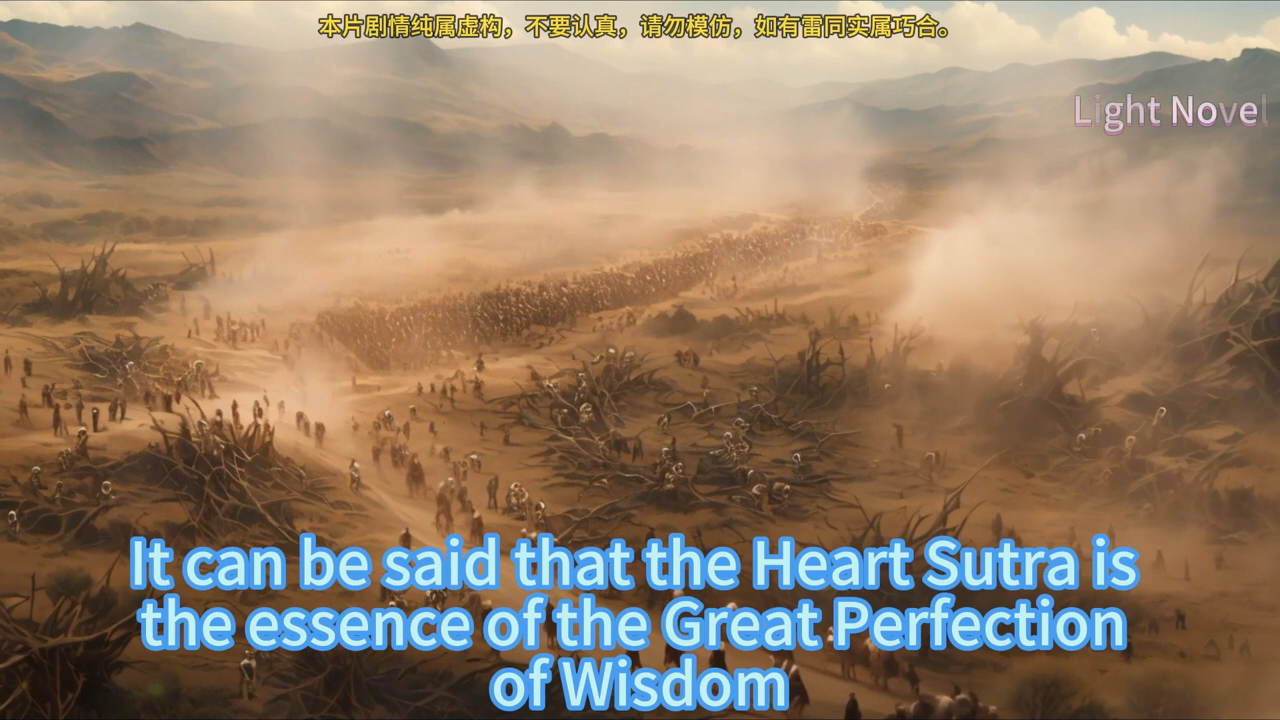 本片剧情纯属虚构，不要认真，请勿模仿，如有雷同实属巧合。
Light Novel
It can be said that the Heart Sutra is
the essence of the Great Perfection
of Wisdom